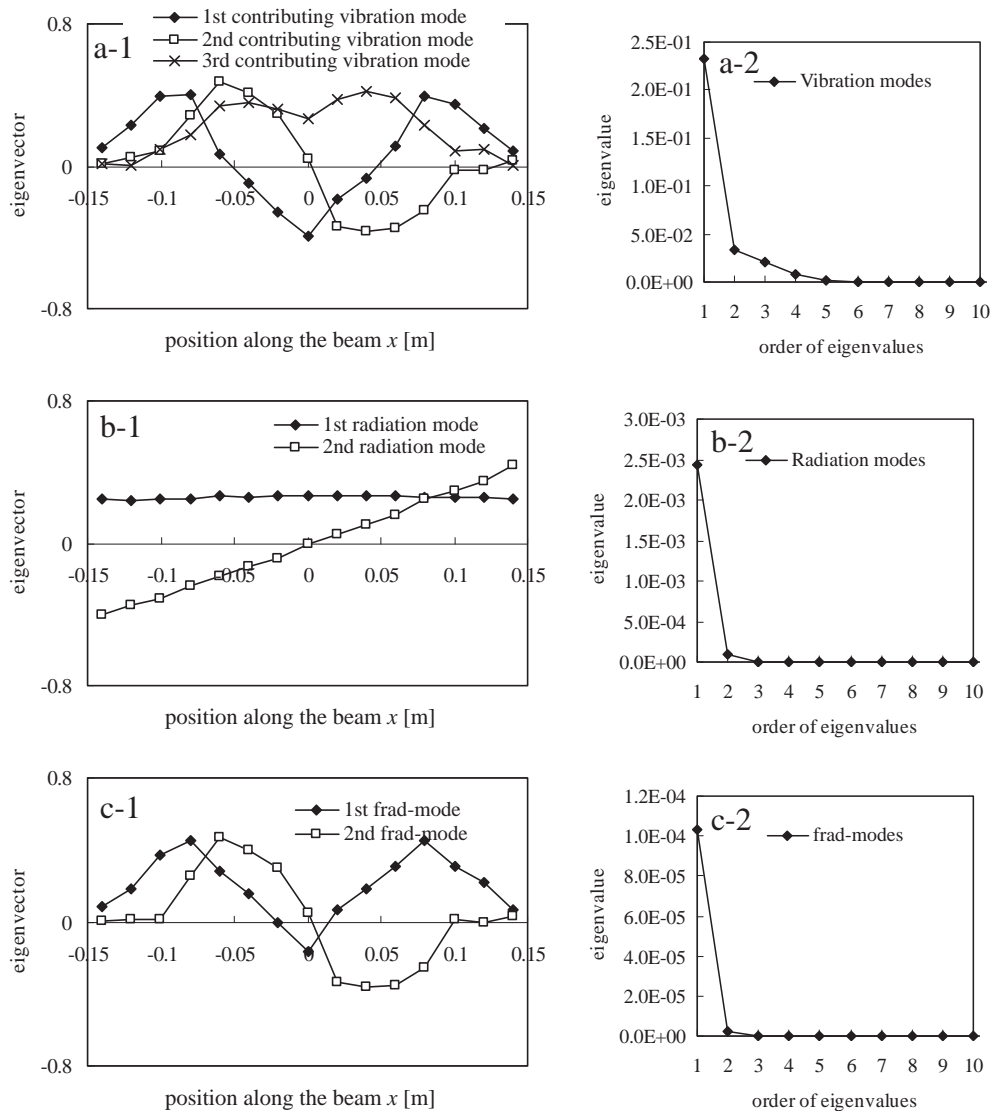 a-1
1st contributing vibration mode
2nd contributing vibration mode
3rd contributing vibration mode
0.8
0
-0.8
-0.15 -0.1 -0.05 0 0.05 0.1 0.15
eigenvector
position along the beam x [m]
a-2
Vibration modes
2.5E-01
2.0E-01
1.5E-01
1.0E-01
5.0E-02
0.0E+00
1 2 3 4 5 6 7 8 9 10
eigenvalue
order of eigenvalues
b-1
1st radiation mode
2nd radiation mode
0.8
0
-0.8
-0.15 -0.1 -0.05 0 0.05 0.1 0.15
eigenvector
position along the beam x [m]
b-2
Radiation modes
3.0E-03
2.5E-03
2.0E-03
1.5E-03
1.0E-03
5.0E-04
0.0E+00
1 2 3 4 5 6 7 8 9 10
eigenvalue
order of eigenvalues
c-1
1st frad-mode
2nd frad-mode
0.8
0
-0.8
-0.15 -0.1 -0.05 0 0.05 0.1 0.15
eigenvector
position along the beam x [m]
c-2
frad-modes
1.2E-04
1.0E-04
8.0E-05
6.0E-05
4.0E-05
2.0E-05
0.0E+00
1 2 3 4 5 6 7 8 9 10
eigenvalue
order of eigenvalues